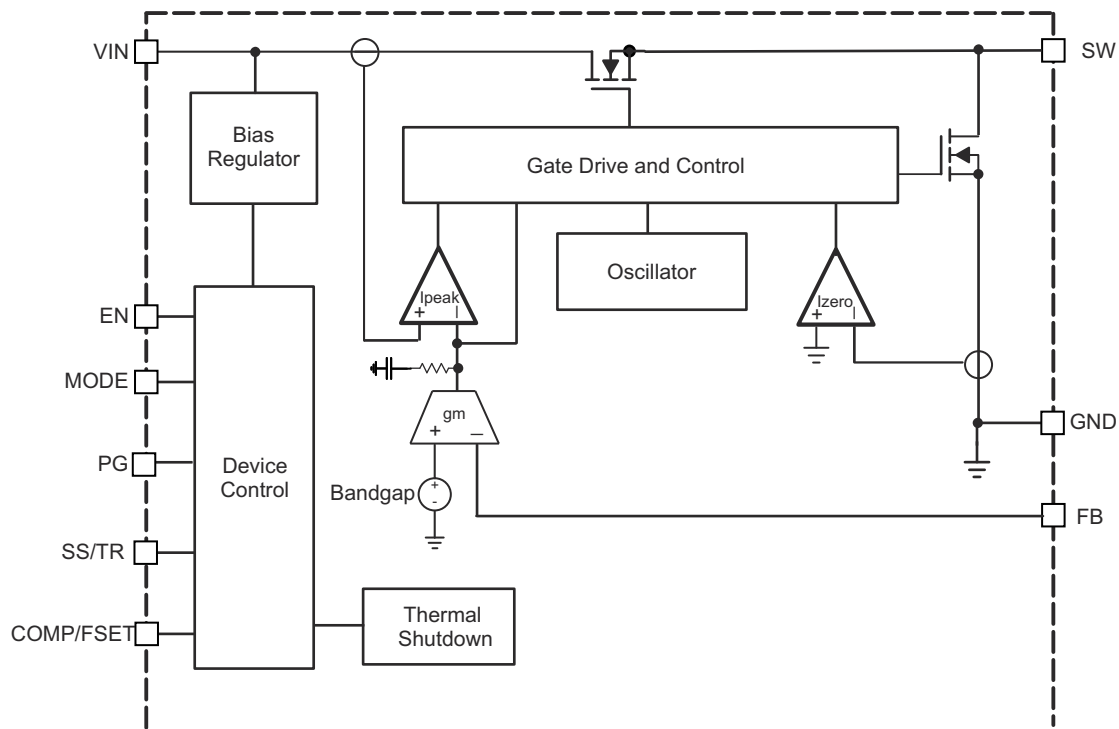 VIN
SW
Bias
Regulator
Gate Drive and Control
Oscillator
Ipeak
+ –
Izero
+ –
EN
MODE
gm
+ –
GND
PG
Device
Control
Bandgap
+
-
FB
SS/TR
Thermal
Shutdown
COMP/FSET